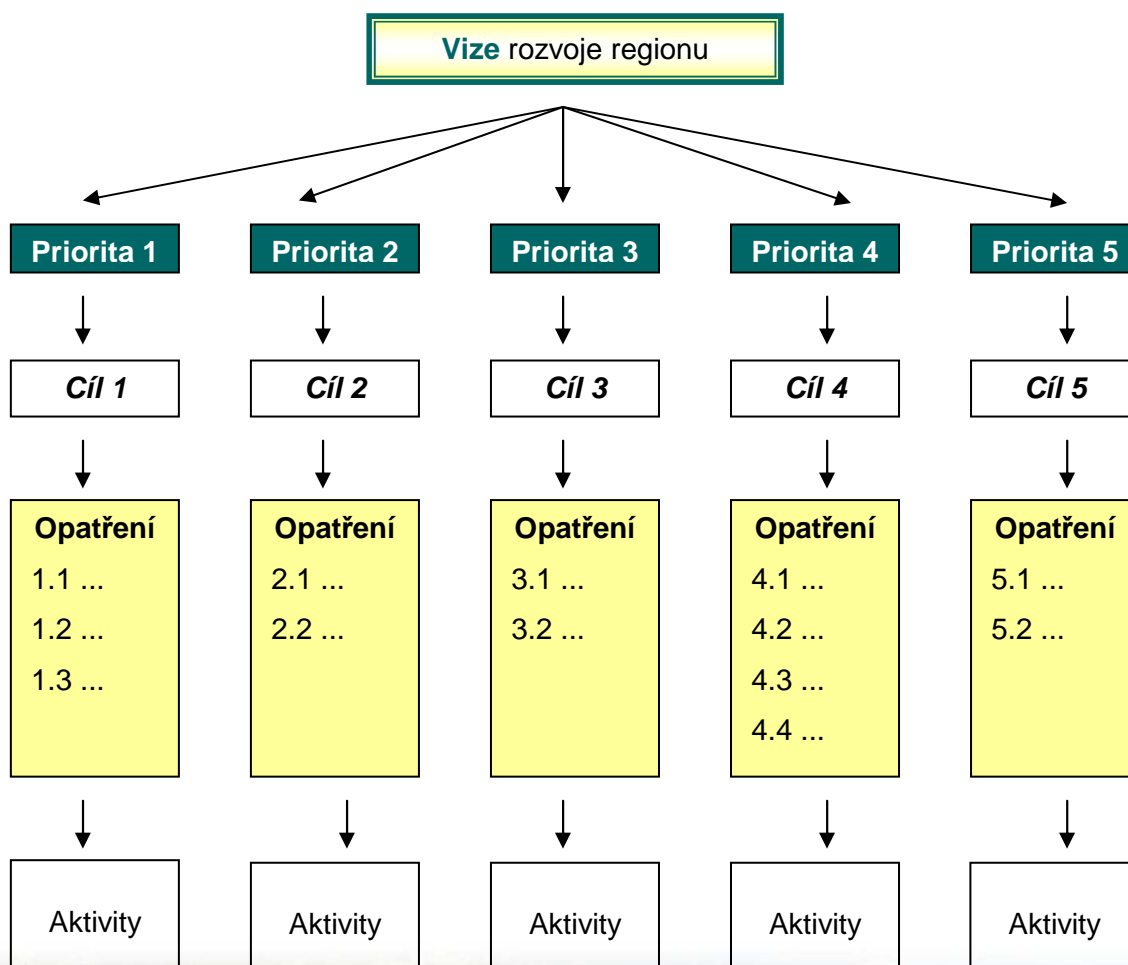 Vize rozvoje regionu
Priorita 1
Priorita 2
Priorita 3
Priorita 4
Priorita 5
Cíl 1
Cíl 2
Cíl 3
Cíl 4
Cíl 5
Opatření
1.1 ...
1.2 ...
1.3 ...
Opatření
2.1 ...
2.2 ...
Opatření
3.1 ...
3.2 ...
Opatření
4.1 ...
4.2 ...
4.3 ...
4.4 ...
Opatření
5.1 ...
5.2 ...
Aktivity
Aktivity
Aktivity
Aktivity
Aktivity